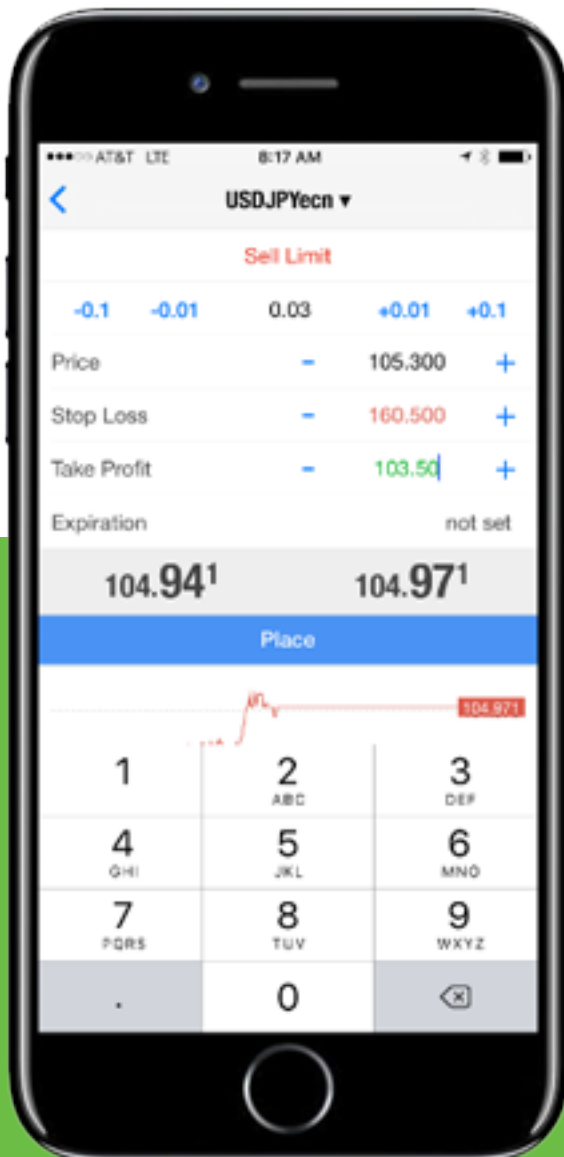 AT&T LTE 8:17 AM
USDJPYecn ▾
Sell Limit
-0.1 -0.01 0.03 +0.01 +0.1
Price - 105.300 +
Stop Loss - 160.500 +
Take Profit - 103.50 +
Expiration not set
104.941 104.971
Place
104.971
1 2 3
ABC DEF
4 5 6
GHI JKL MNO
7 8 9
PQRS TUV WXYZ
. 0